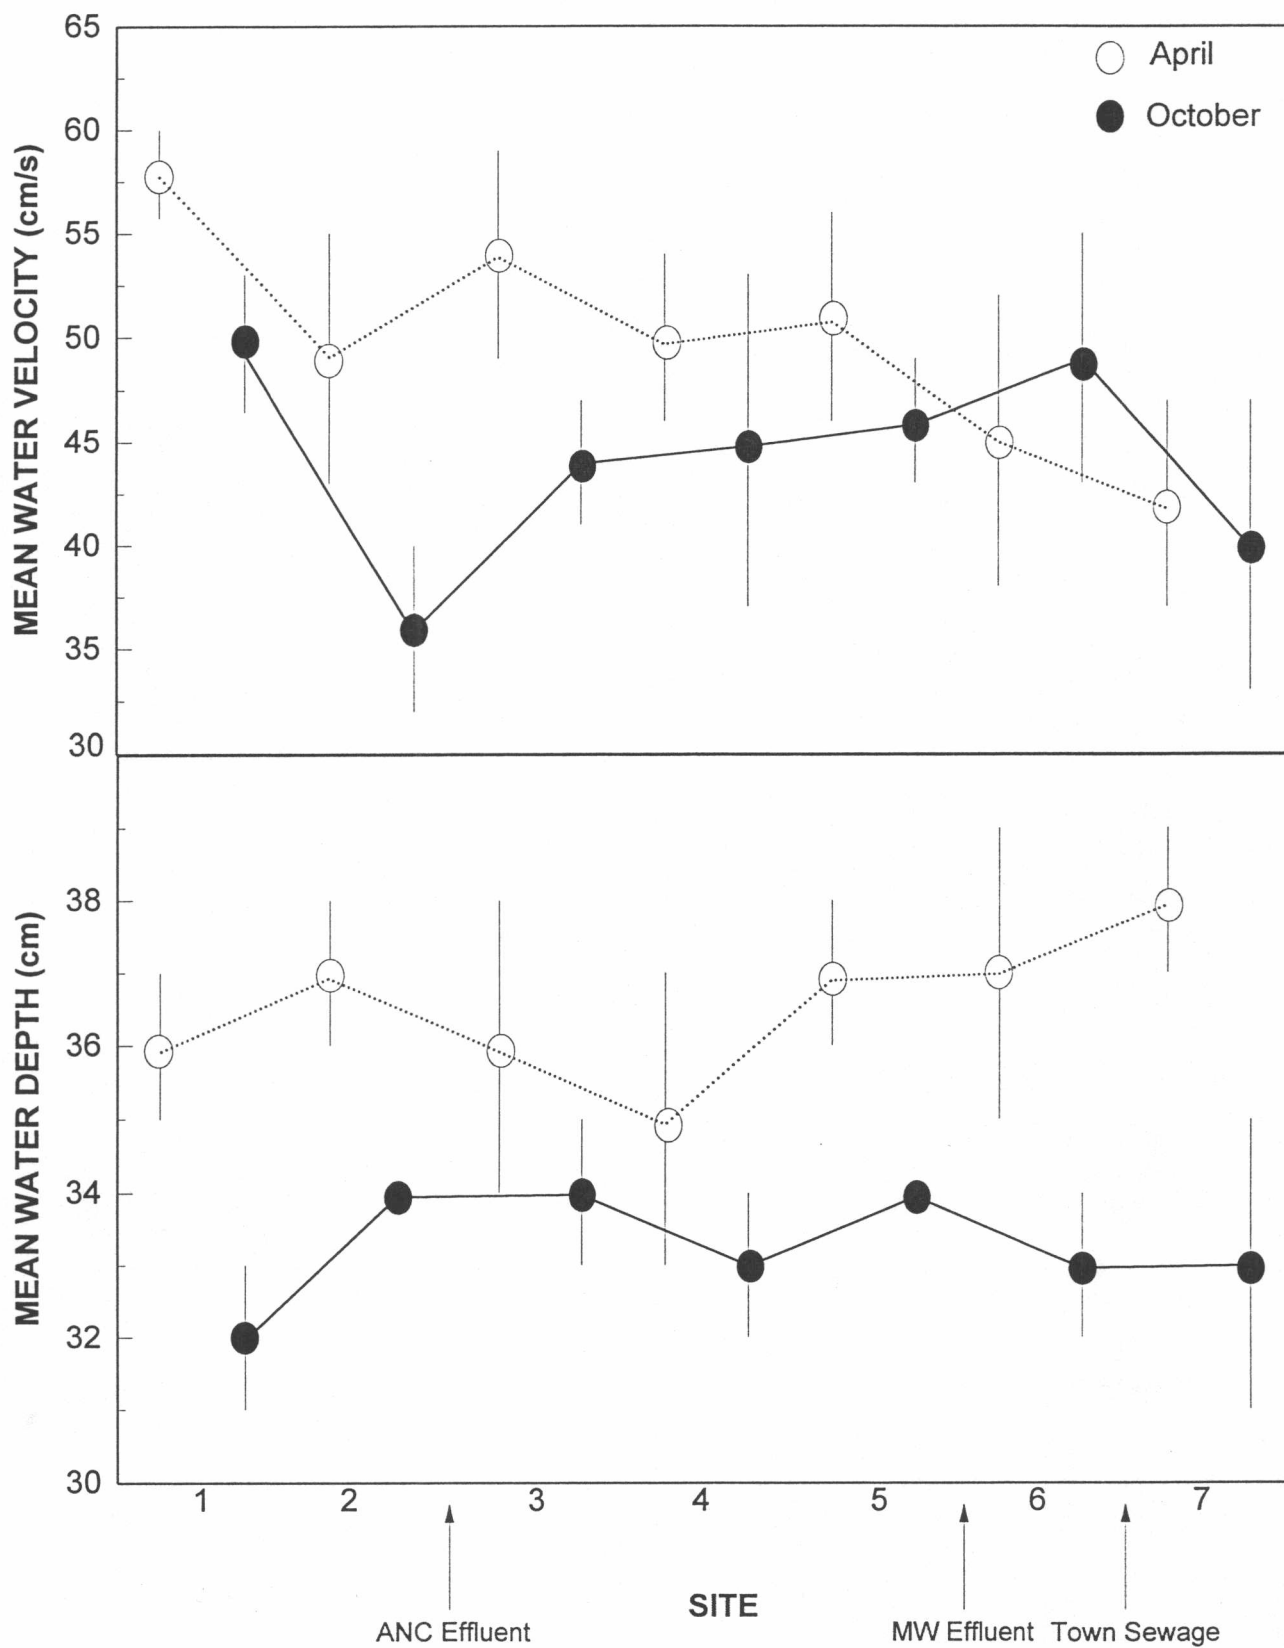 65
60
55
50
45
40
35
30
MEAN WATER VELOCITY (cm/s)
April
October
38
36
34
32
30
MEAN WATER DEPTH (cm)
1 2 3 4 5 6 7
SITE
ANC Effluent MW Effluent Town Sewage